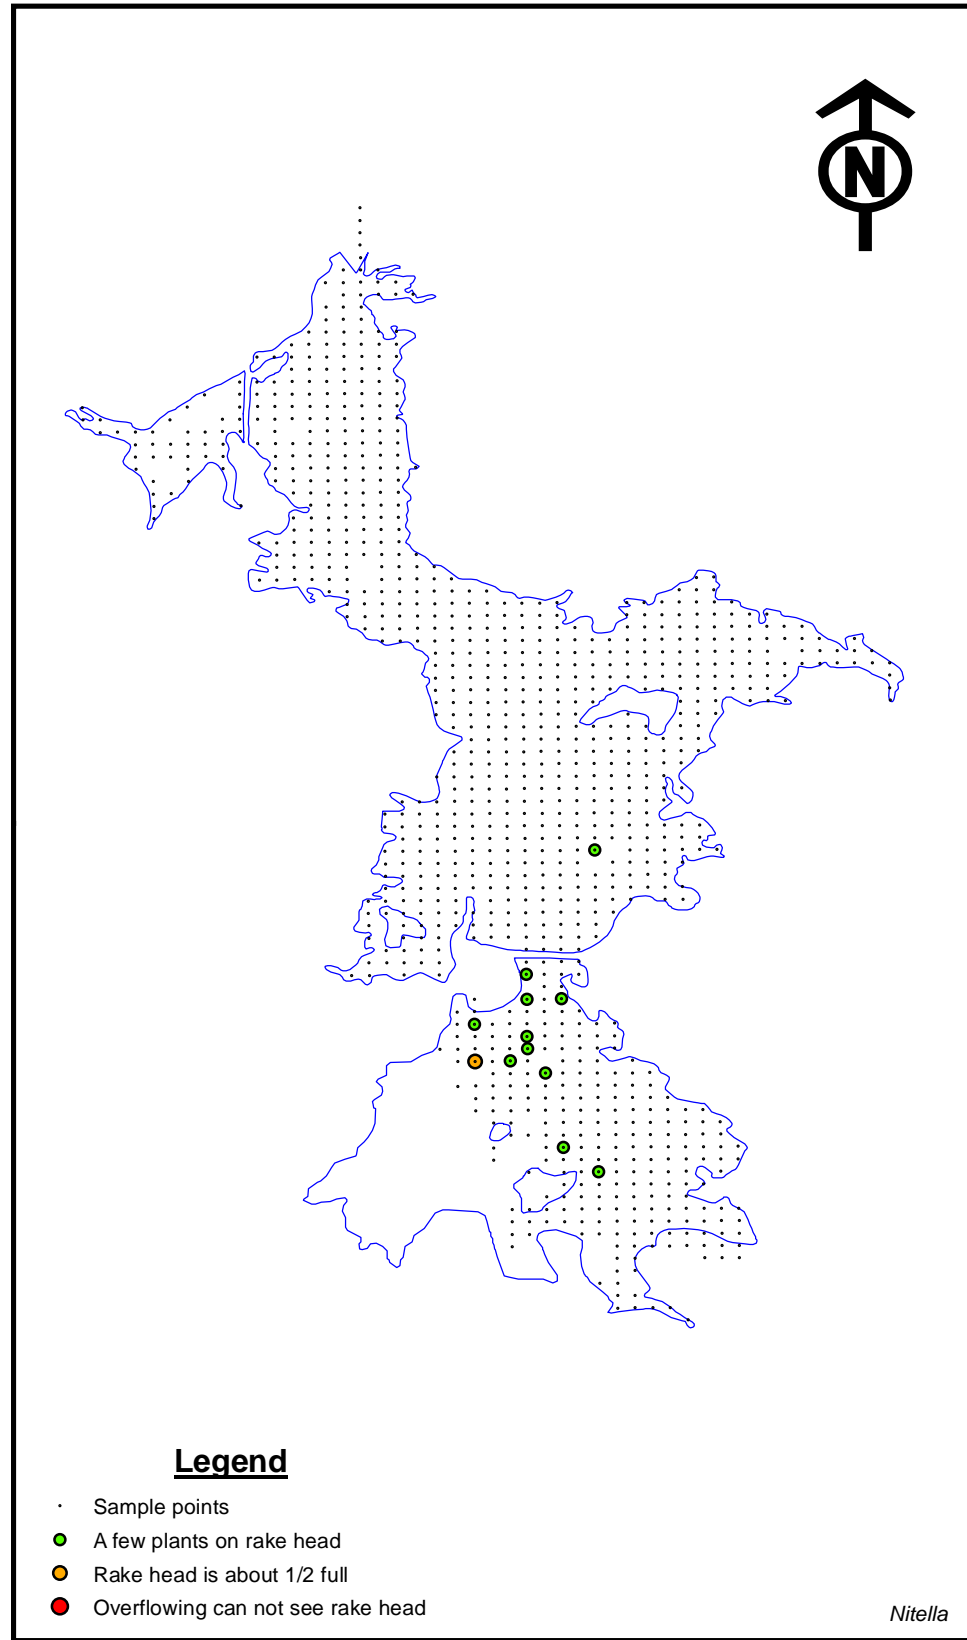 N
Legend
Sample points
A few plants on rake head
Rake head is about 1/2 full
Overflowing can not see rake head
Nitella